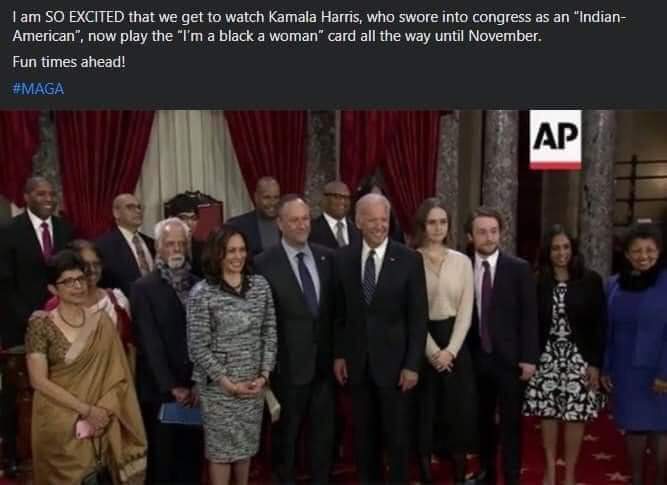 I am SO EXCITED that we get to watch Kamala Harris, who swore into congress as an "Indian-
American", now play the "I'm a black a woman" card all the way until November.
Fun times ahead!
#MAGA
AP